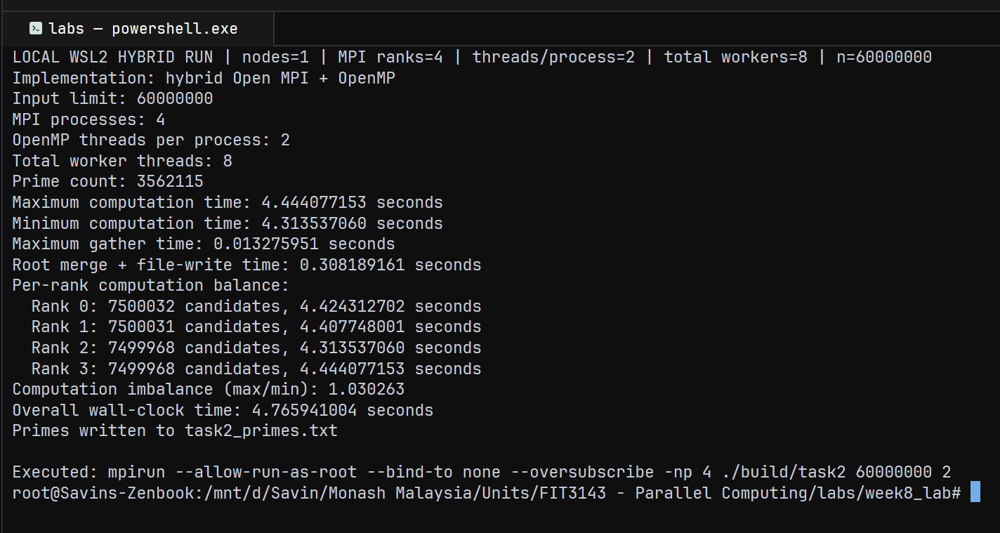 labs — powershell.exe
LOCAL WSL2 HYBRID RUN | nodes=1 | MPI ranks=4 | threads/process=2 | total workers=8 | n=60000000
Implementation: hybrid Open MPI + OpenMP
Input limit: 60000000
MPI processes: 4
OpenMP threads per process: 2
Total worker threads: 8
Prime count: 3562115
Maximum computation time: 4.444077153 seconds
Minimum computation time: 4.313537060 seconds
Maximum gather time: 0.013275951 seconds
Root merge + file-write time: 0.308189161 seconds
Per-rank computation balance:
  Rank 0: 7500032 candidates, 4.424312702 seconds
  Rank 1: 7500031 candidates, 4.407748001 seconds
  Rank 2: 7499968 candidates, 4.313537060 seconds
  Rank 3: 7499968 candidates, 4.444077153 seconds
Computation imbalance (max/min): 1.030263
Overall wall-clock time: 4.765941004 seconds
Primes written to task2_primes.txt
Executed: mpirun --allow-run-as-root --bind-to none --oversubscribe -np 4 ./build/task2 60000000 2
root@Savins-Zenbook:/mnt/d/Savin/Monash Malaysia/Units/FIT3143 - Parallel Computing/labs/week8_lab#